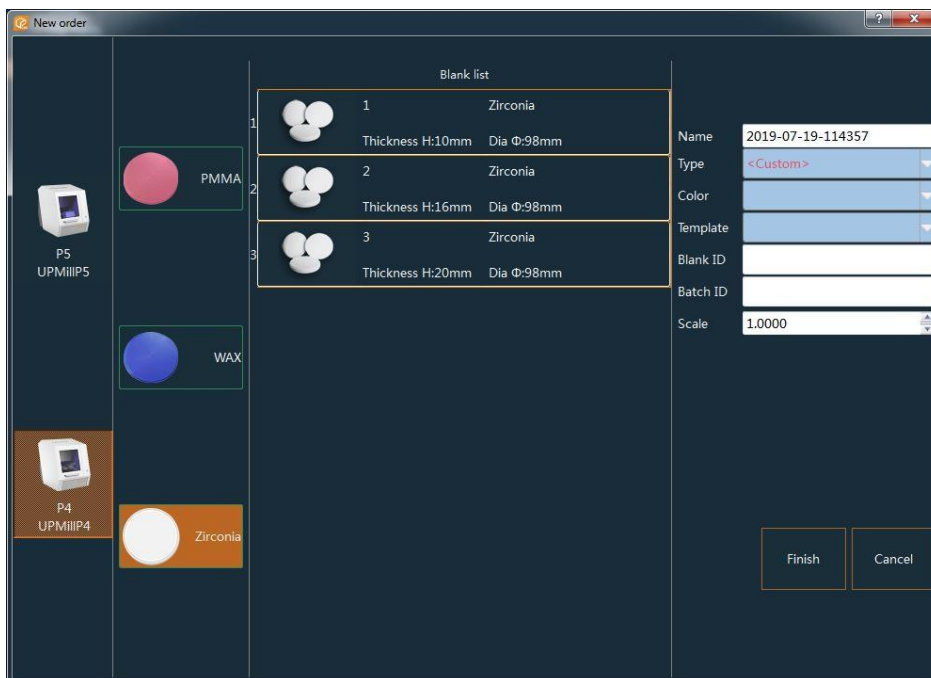 New order
P5
UPMillP5
P4
UPMillP4
PMMA
WAX
Zirconia
Blank list
1
1 Zirconia
Thickness H:10mm Dia Φ:98mm
2
2 Zirconia
Thickness H:16mm Dia Φ:98mm
3
3 Zirconia
Thickness H:20mm Dia Φ:98mm
Name 2019-07-19-114357
Type <Custom>
Color
Template
Blank ID
Batch ID
Scale 1.0000
Finish Cancel